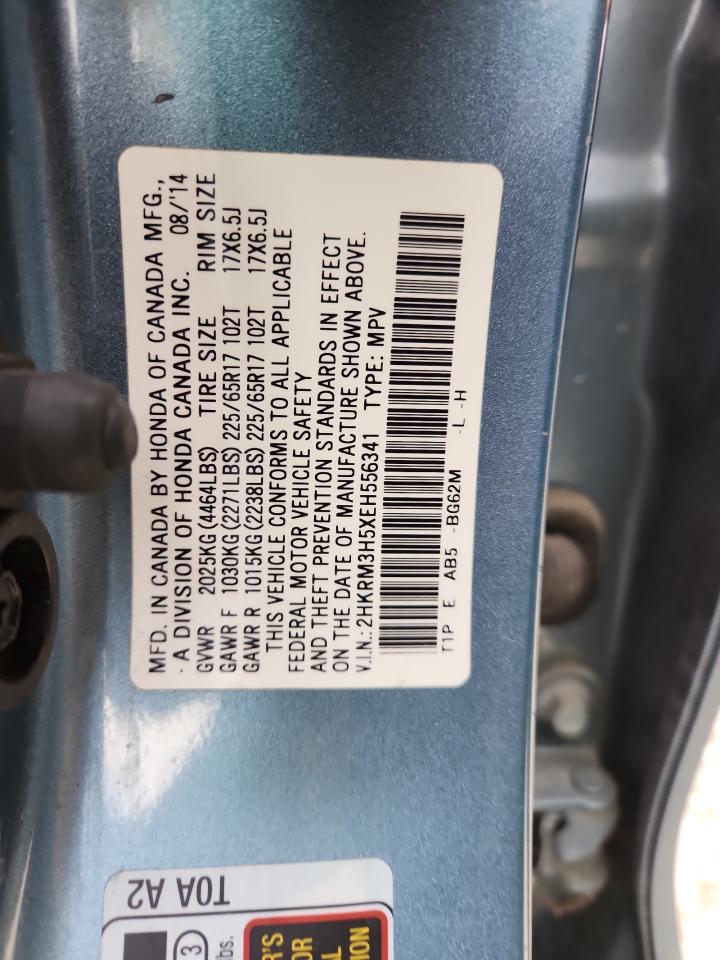 MFD. IN CANADA BY HONDA OF CANADA MFG.,
A DIVISION OF HONDA CANADA INC. 08/'14
GVWR 2025KG(4464LBS) TIRE SIZE RIM SIZE
GAWR F 1030KG(2271LBS) 225/65R17 102T 17X6.5J
GAWR R 1015KG(2238LBS) 225/65R17 102T 17X6.5J
THIS VEHICLE CONFORMS TO ALL APPLICABLE
FEDERAL MOTOR VEHICLE SAFETY
AND THEFT PREVENTION STANDARDS IN EFFECT
ON THE DATE OF MANUFACTURE SHOWN ABOVE.
V.I.N.: 2HKRM3H5XEH556341 TYPE: MPV
T1P E AB5 -BG62M -L -H
T0A A2
3
lbs.